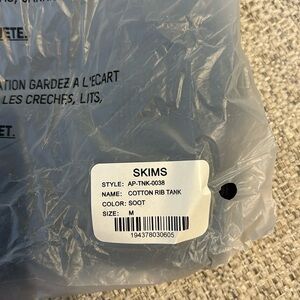 UETE.
ATION GARDEZ A L'ECART
LES CRECHES, LITS,
ET.
SKIMS
STYLE: AP-TNK-0038
NAME: COTTON RIB TANK
COLOR: SOOT
SIZE: M
194378030605